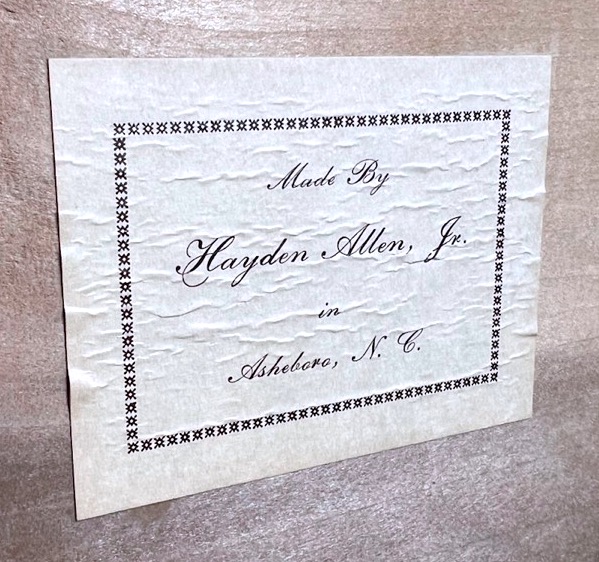 Made By
Hayden Allen, Jr.
in
Asheboro, N. C.